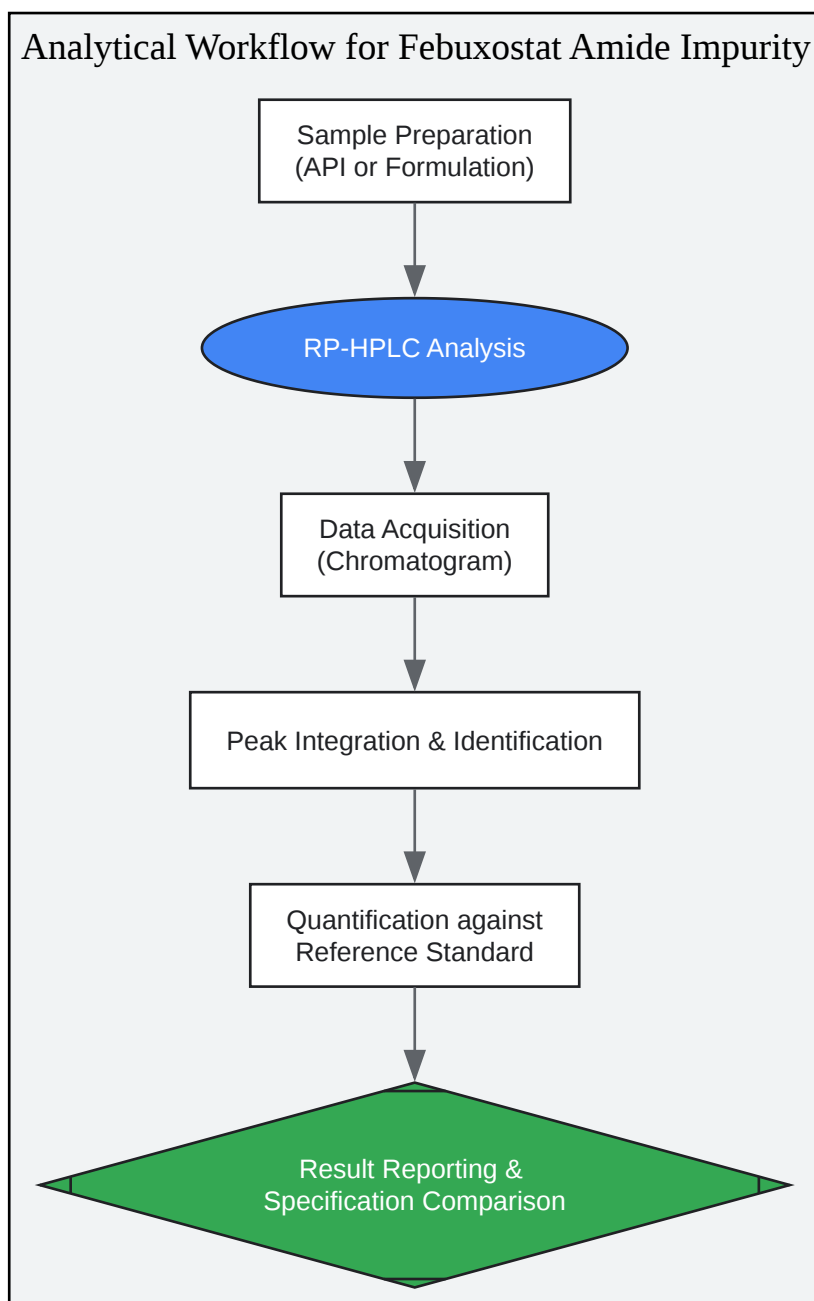 Analytical Workflow for Febuxostat Amide Impurity
Sample Preparation
(API or Formulation)
RP-HPLC Analysis
Data Acquisition
(Chromatogram)
Peak Integration & Identification
Quantification against
Reference Standard
Result Reporting &
Specification Comparison